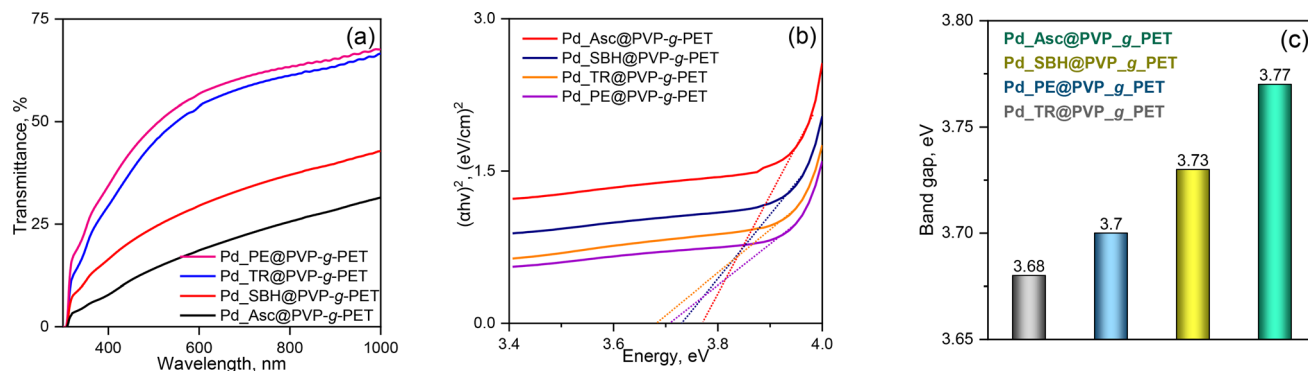 (a)
75
50
25
0
Transmittance, %
400
600
800
1000
Wavelength, nm
Pd_PE@PVP-g-PET
Pd_TR@PVP-g-PET
Pd_SBH@PVP-g-PET
Pd_Asc@PVP-g-PET
(b)
3.0
1.5
0.0
(αhν)², (eV/cm)²
3.4
3.6
3.8
4.0
Energy, eV
Pd_Asc@PVP-g-PET
Pd_SBH@PVP-g-PET
Pd_TR@PVP-g-PET
Pd_PE@PVP-g-PET
(c)
3.80
3.75
3.70
3.65
Band gap, eV
Pd_Asc@PVP_g_PET
Pd_SBH@PVP_g_PET
Pd_PE@PVP_g_PET
Pd_TR@PVP_g_PET
3.68
3.7
3.73
3.77